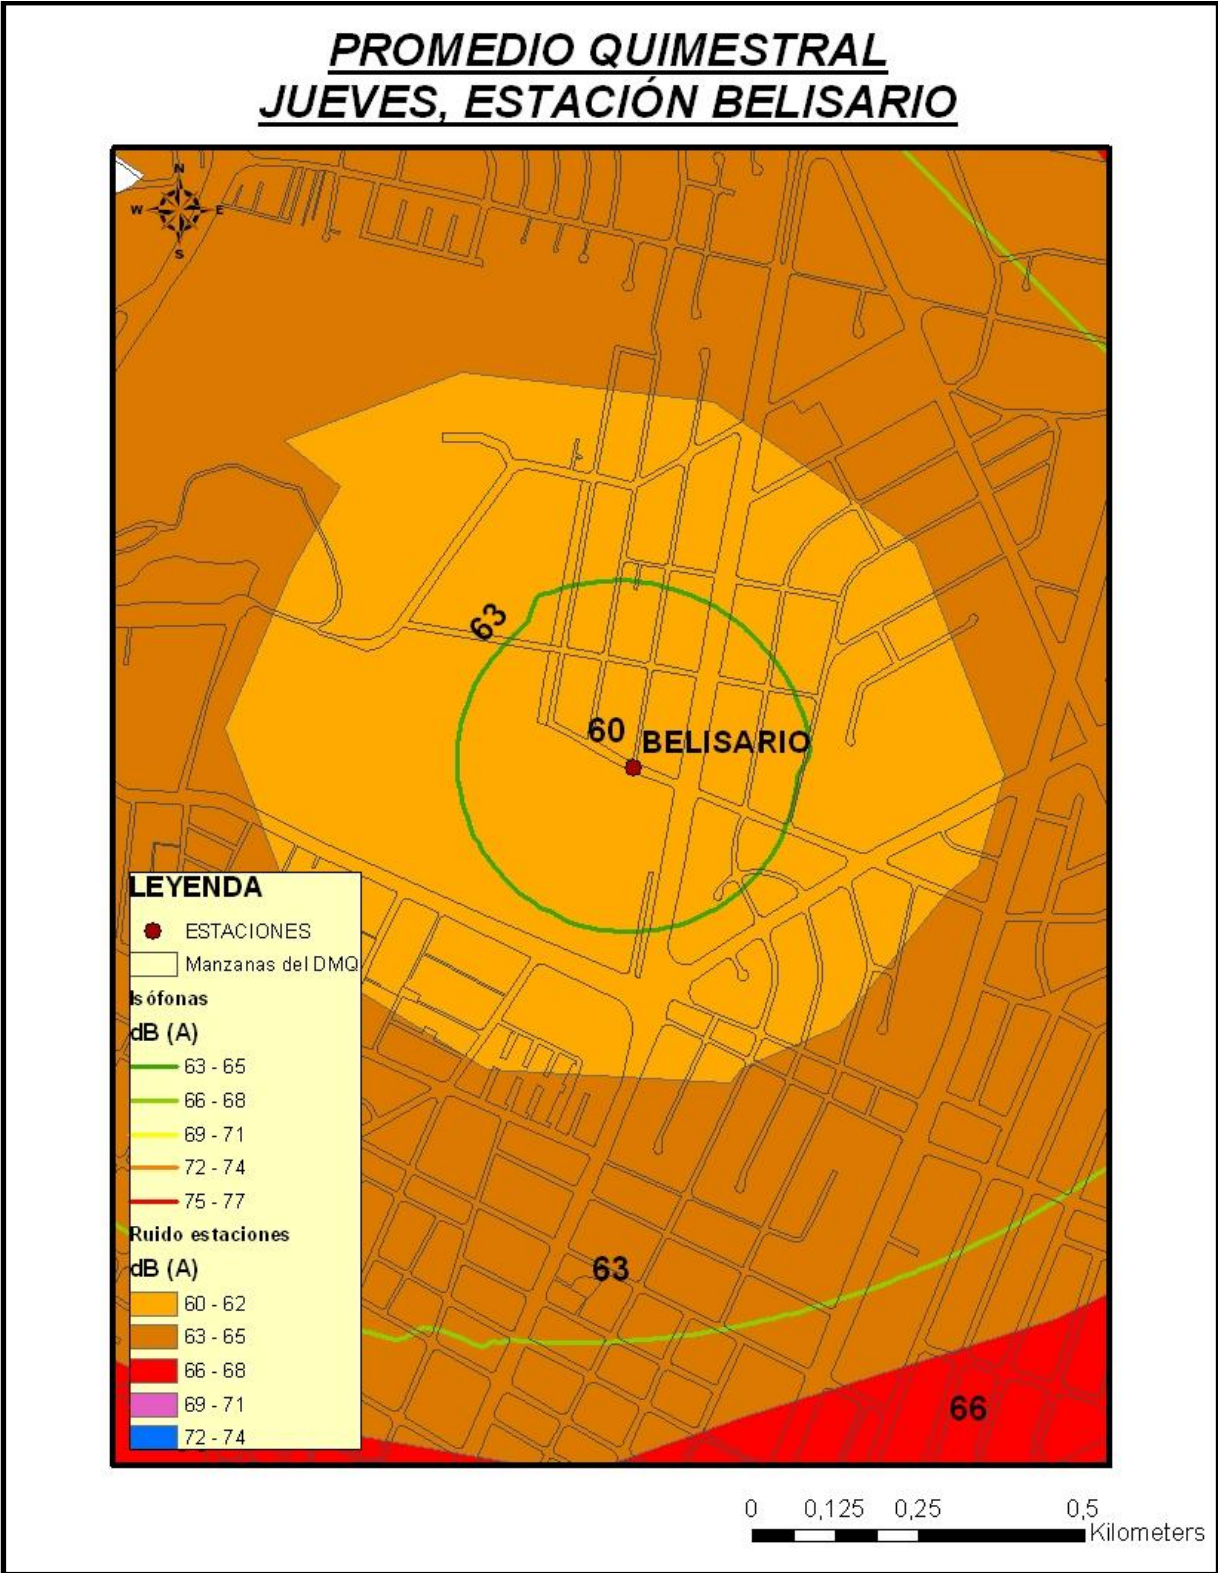 PROMEDIO QUIMESTRAL
JUEVES, ESTACIÓN BELISARIO
N
W E
S
63
60 BELISARIO
LEYENDA
ESTACIONES
Manzanas del DMQ
Isófonas
dB (A)
63 - 65
66 - 68
69 - 71
72 - 74
75 - 77
Ruido estaciones
dB (A)
60 - 62
63 - 65
66 - 68
69 - 71
72 - 74
63
66
0 0,125 0,25 0,5
Kilometers